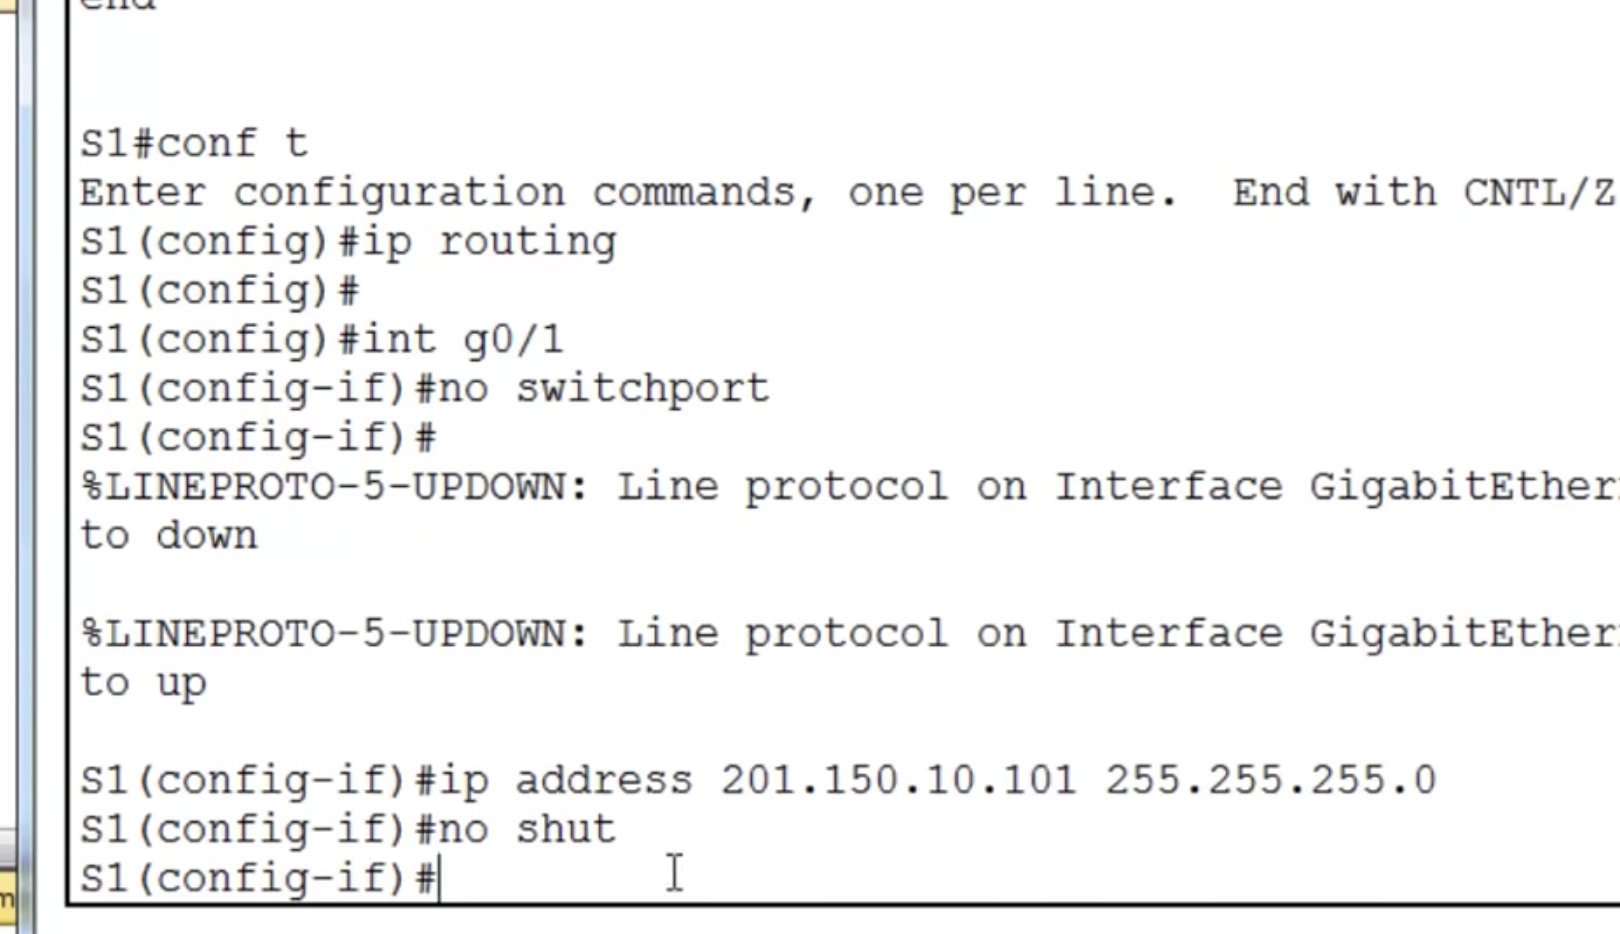 end
S1#conf t
Enter configuration commands, one per line.  End with CNTL/Z
S1(config)#ip routing
S1(config)#
S1(config)#int g0/1
S1(config-if)#no switchport
S1(config-if)#
%LINEPROTO-5-UPDOWN: Line protocol on Interface GigabitEther
to down
%LINEPROTO-5-UPDOWN: Line protocol on Interface GigabitEther
to up
S1(config-if)#ip address 201.150.10.101 255.255.255.0
S1(config-if)#no shut
S1(config-if)#